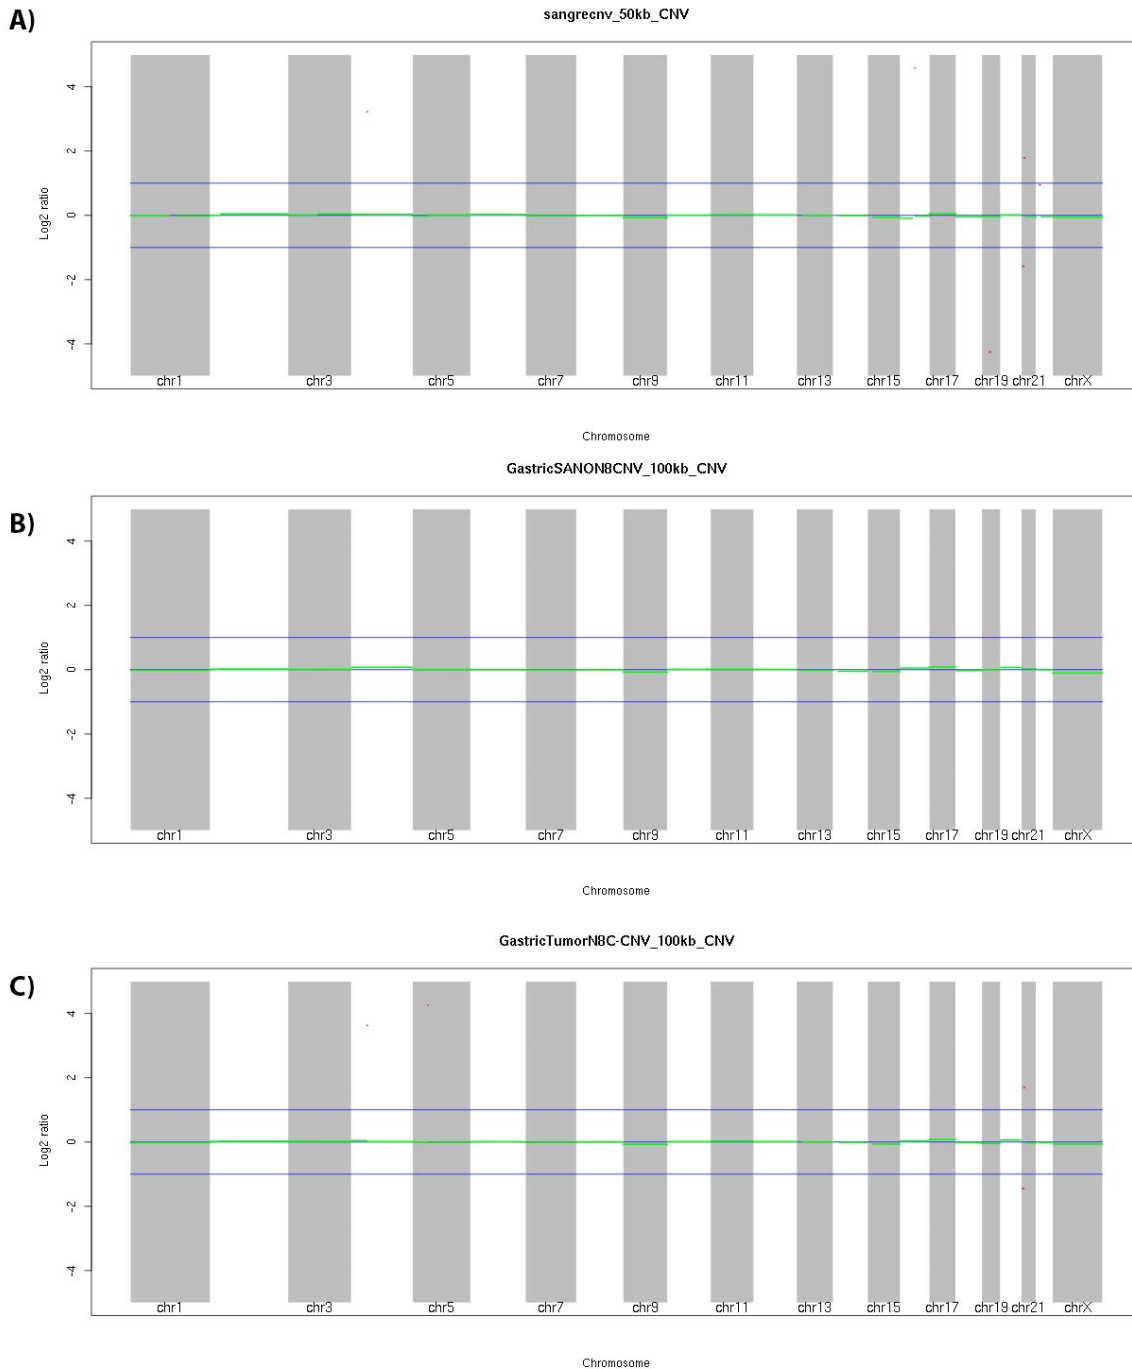 A)
sangrecnv_50kb_CNV
Log2 ratio
4
2
0
-2
-4
chr1 chr3 chr5 chr7 chr9 chr11 chr13 chr15 chr17 chr19 chr21 chrX
Chromosome
B)
GastricSANON8CNV_100kb_CNV
Log2 ratio
4
2
0
-2
-4
chr1 chr3 chr5 chr7 chr9 chr11 chr13 chr15 chr17 chr19 chr21 chrX
Chromosome
C)
GastricTumorN8C-CNV_100kb_CNV
Log2 ratio
4
2
0
-2
-4
chr1 chr3 chr5 chr7 chr9 chr11 chr13 chr15 chr17 chr19 chr21 chrX
Chromosome